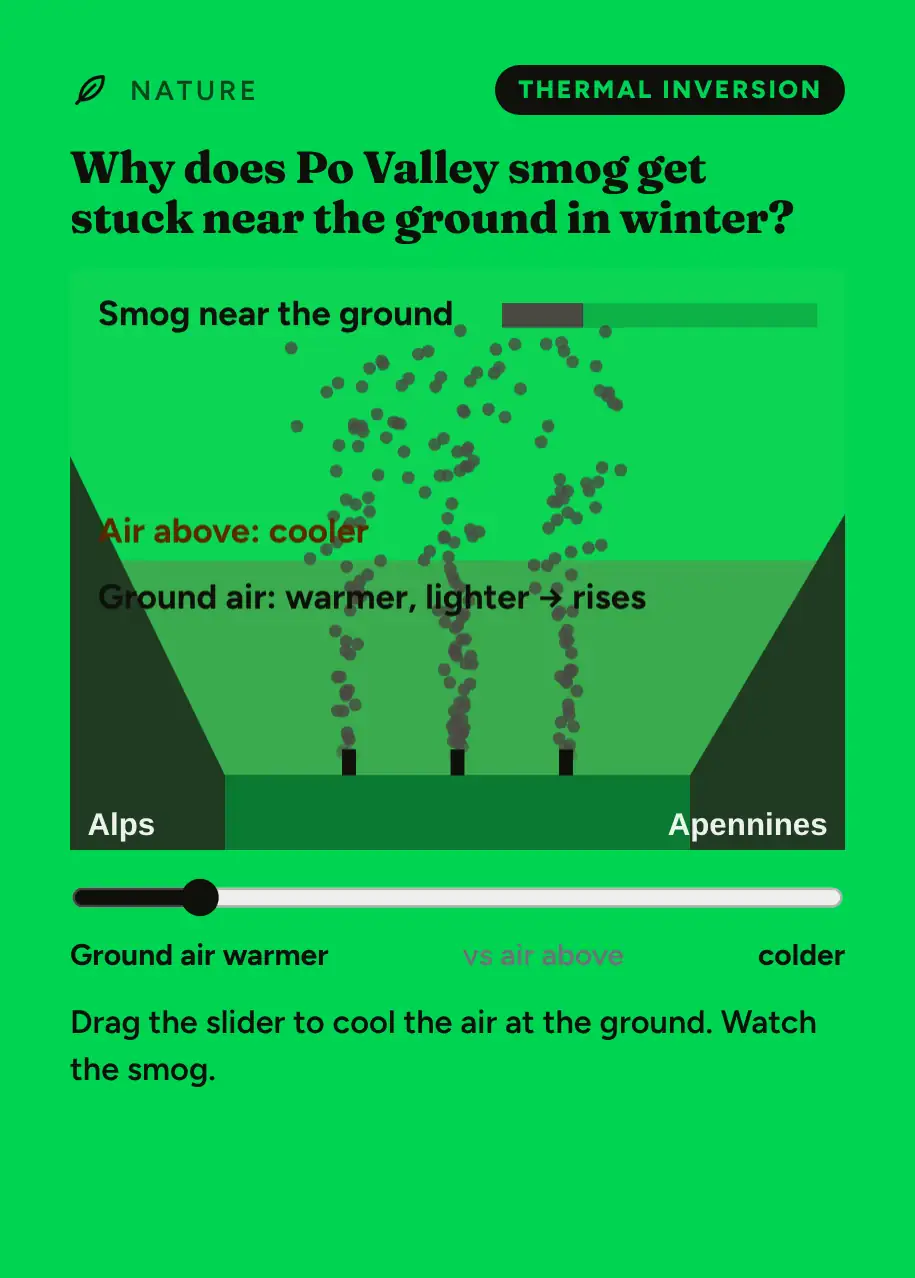 NATURE
THERMAL INVERSION
Why does Po Valley smog get
stuck near the ground in winter?
Smog near the ground
Air above: cooler
Ground air: warmer, lighter → rises
Alps
Apennines
Ground air warmer
vs air above
colder
Drag the slider to cool the air at the ground. Watch
the smog.